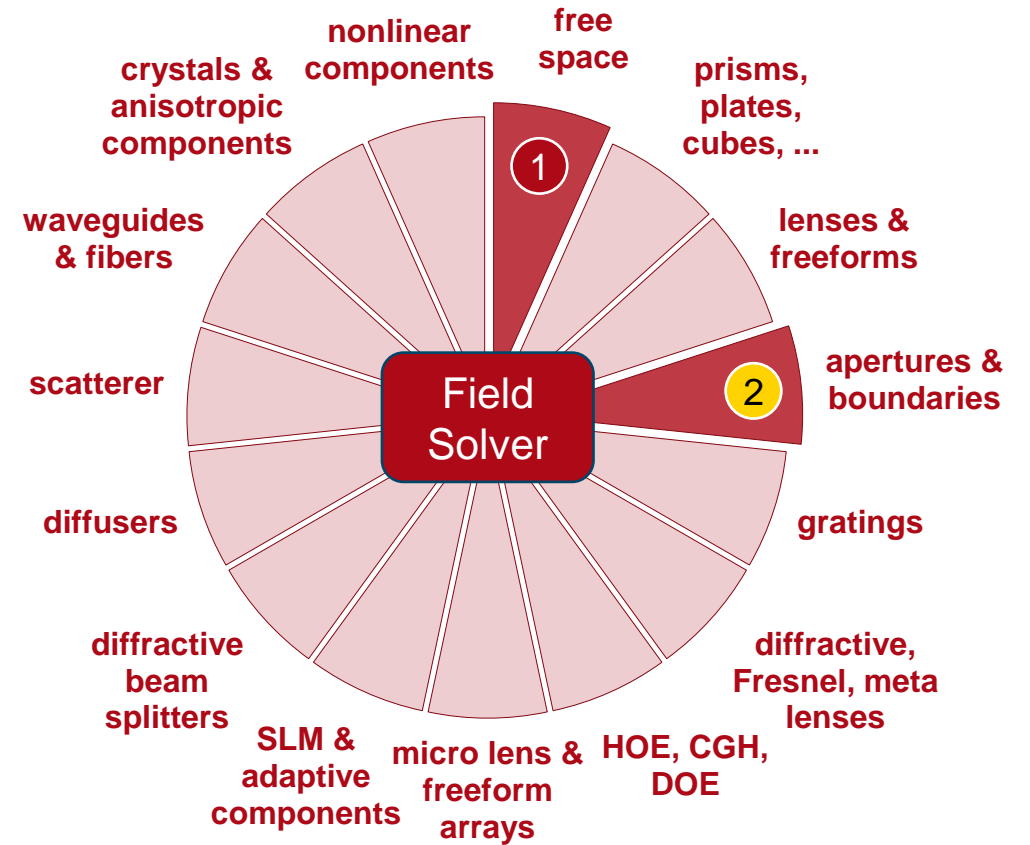 free
space
1
prisms,
plates,
cubes, ...
lenses &
freeforms
apertures &
boundaries
2
gratings
diffractive,
Fresnel, meta
lenses
HOE, CGH,
DOE
micro lens &
freeform
arrays
SLM &
adaptive
components
diffractive
beam
splitters
diffusers
scatterer
waveguides
& fibers
crystals &
anisotropic
components
nonlinear
components
Field
Solver